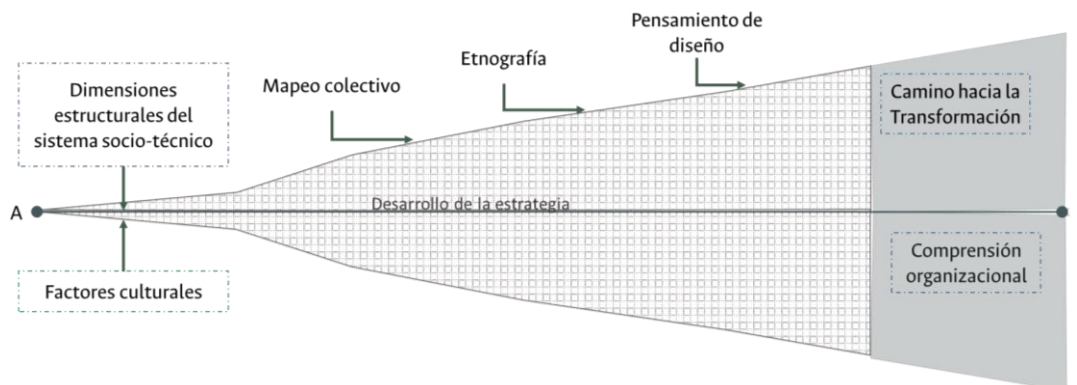 Pensamiento de
diseño
Etnografía
Mapeo colectivo
Dimensiones
estructurales del
sistema socio-técnico
Camino hacia la
Transformación
A
Desarrollo de la estrategia
Comprensión
organizacional
Factores culturales